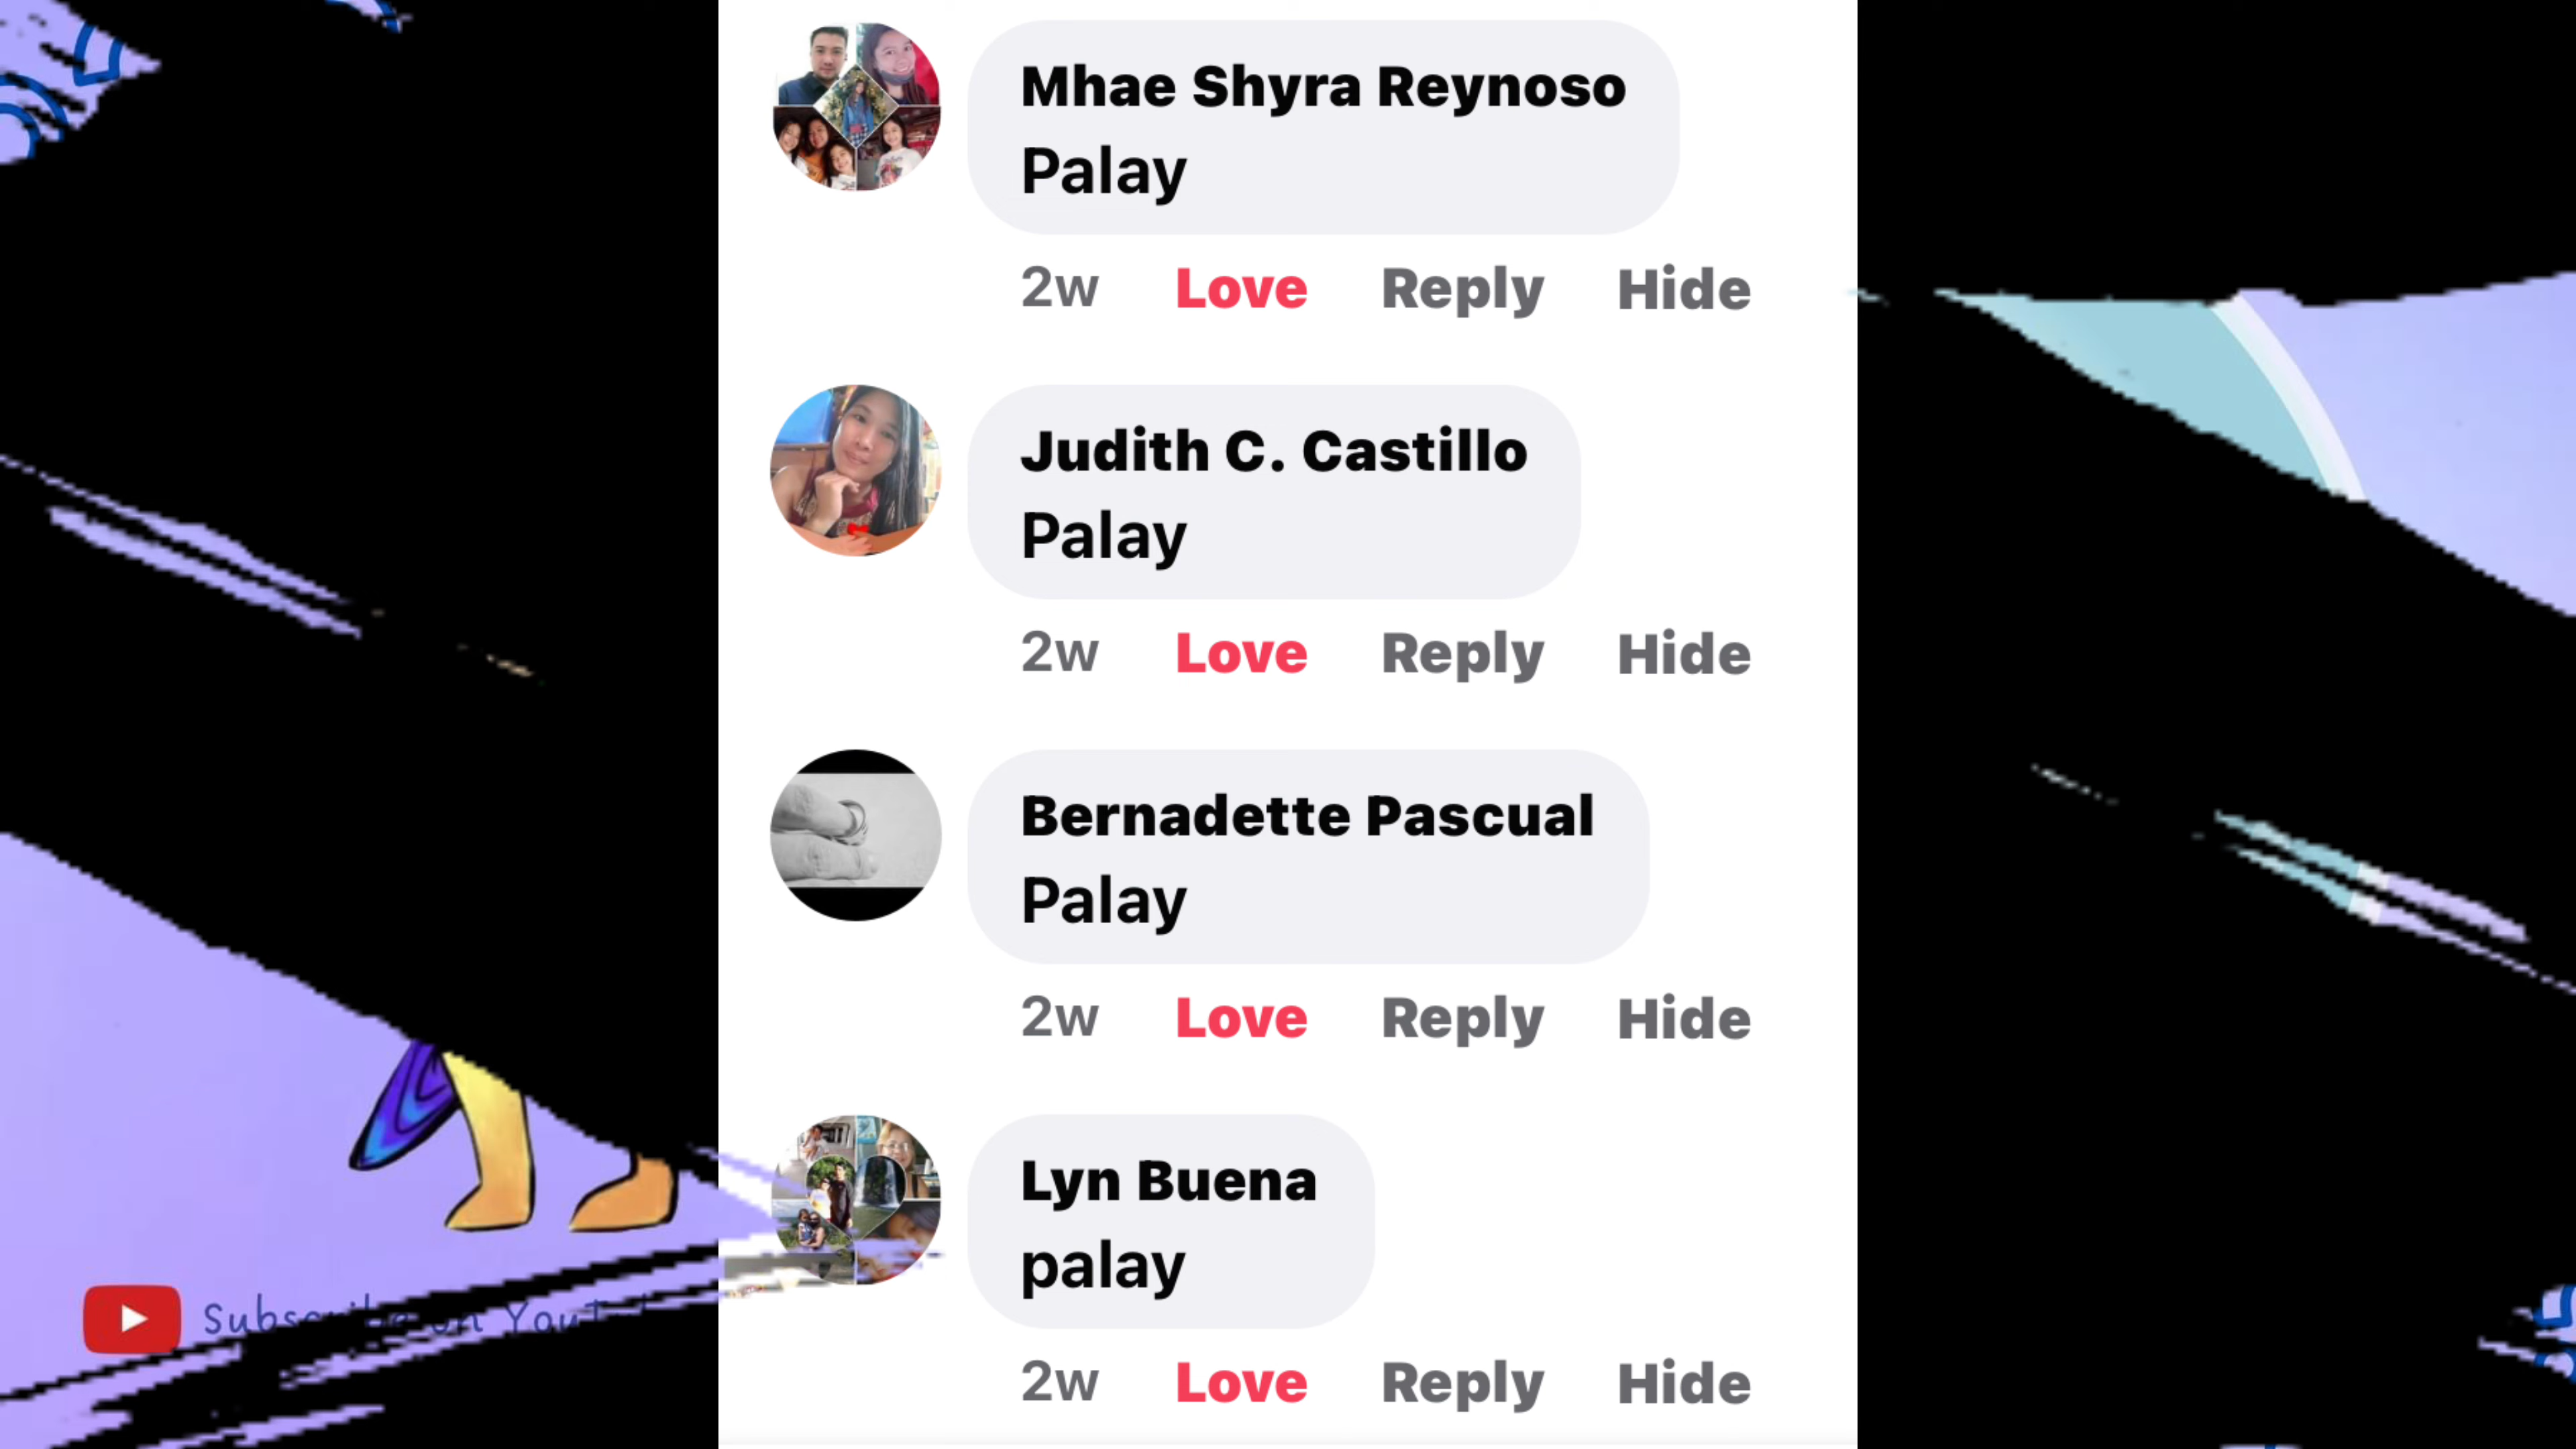 Mhae Shyra Reynoso
Palay
2w Love Reply Hide
Judith C. Castillo
Palay
2w Love Reply Hide
Bernadette Pascual
Palay
2w Love Reply Hide
Lyn Buena
palay
2w Love Reply Hide